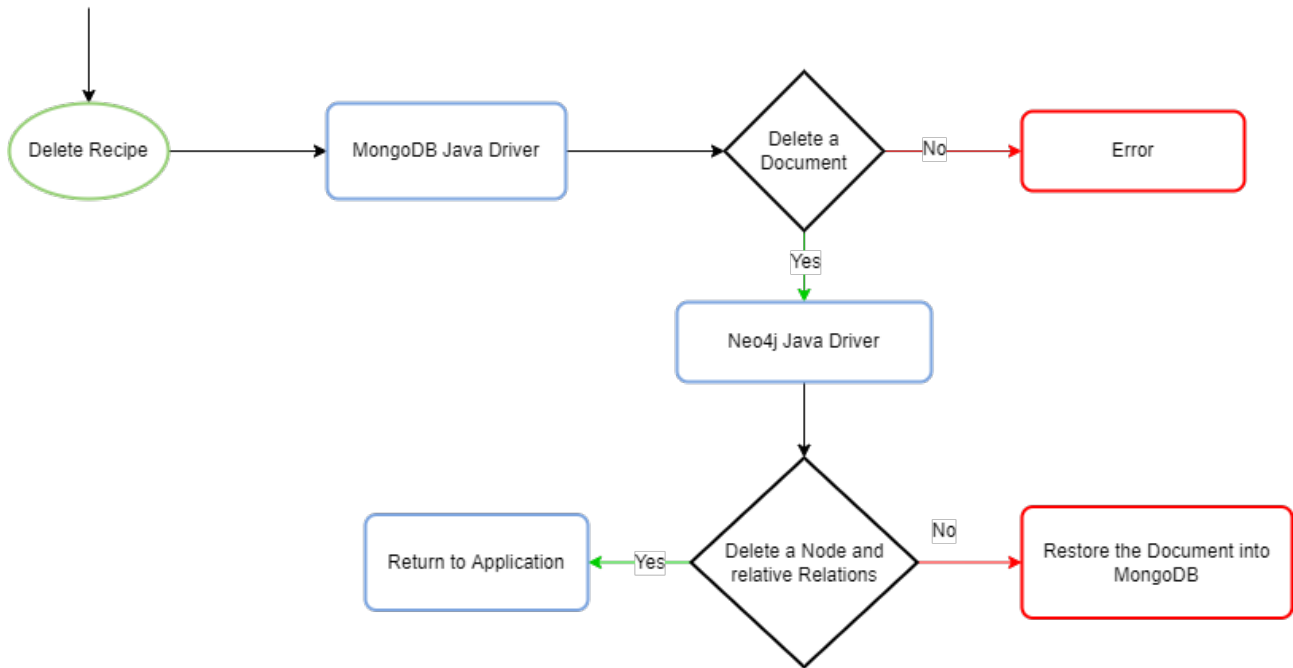 Delete Recipe
MongoDB Java Driver
Delete a
Document
No
Error
Yes
Neo4j Java Driver
Return to Application
Yes
Delete a Node and
relative Relations
No
Restore the Document into
MongoDB